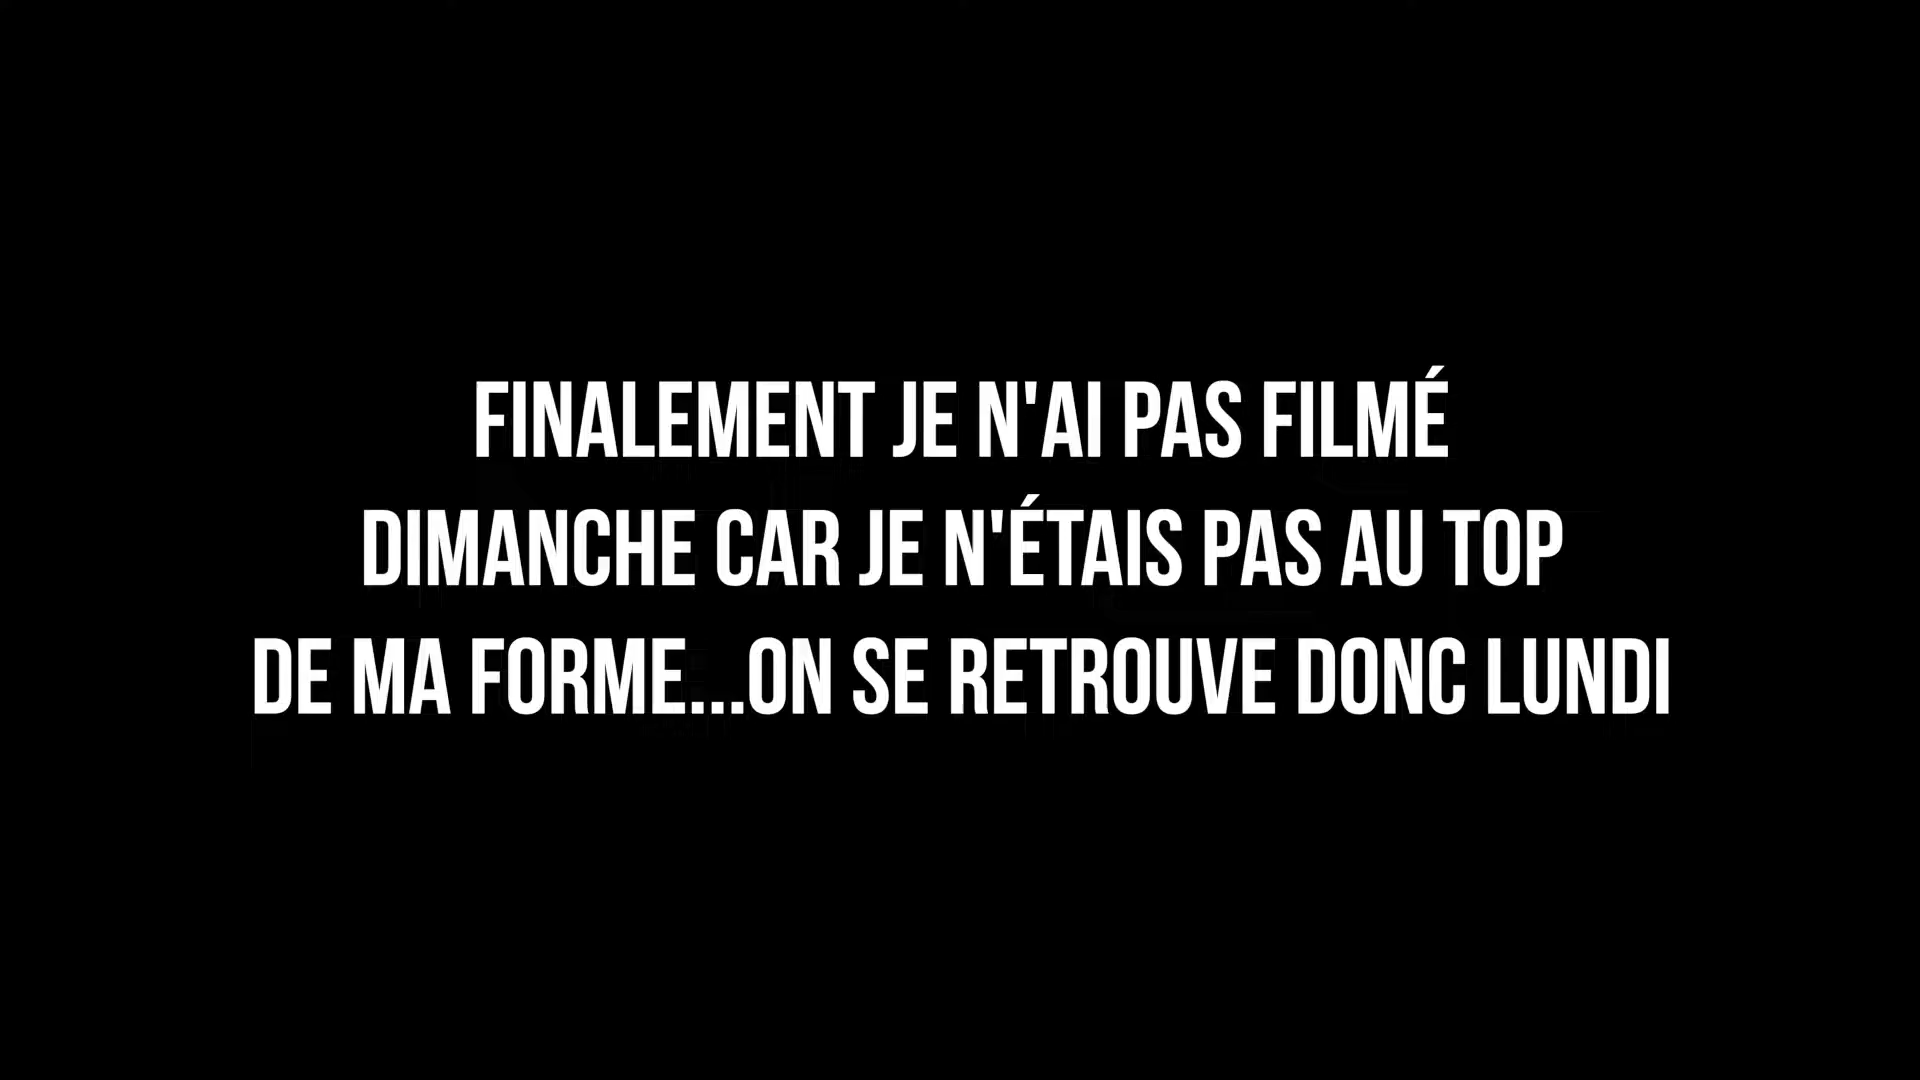 FINALEMENT JE N'AI PAS FILMÉ
DIMANCHE CAR JE N'ÉTAIS PAS AU TOP
DE MA FORME...ON SE RETROUVE DONC LUNDI